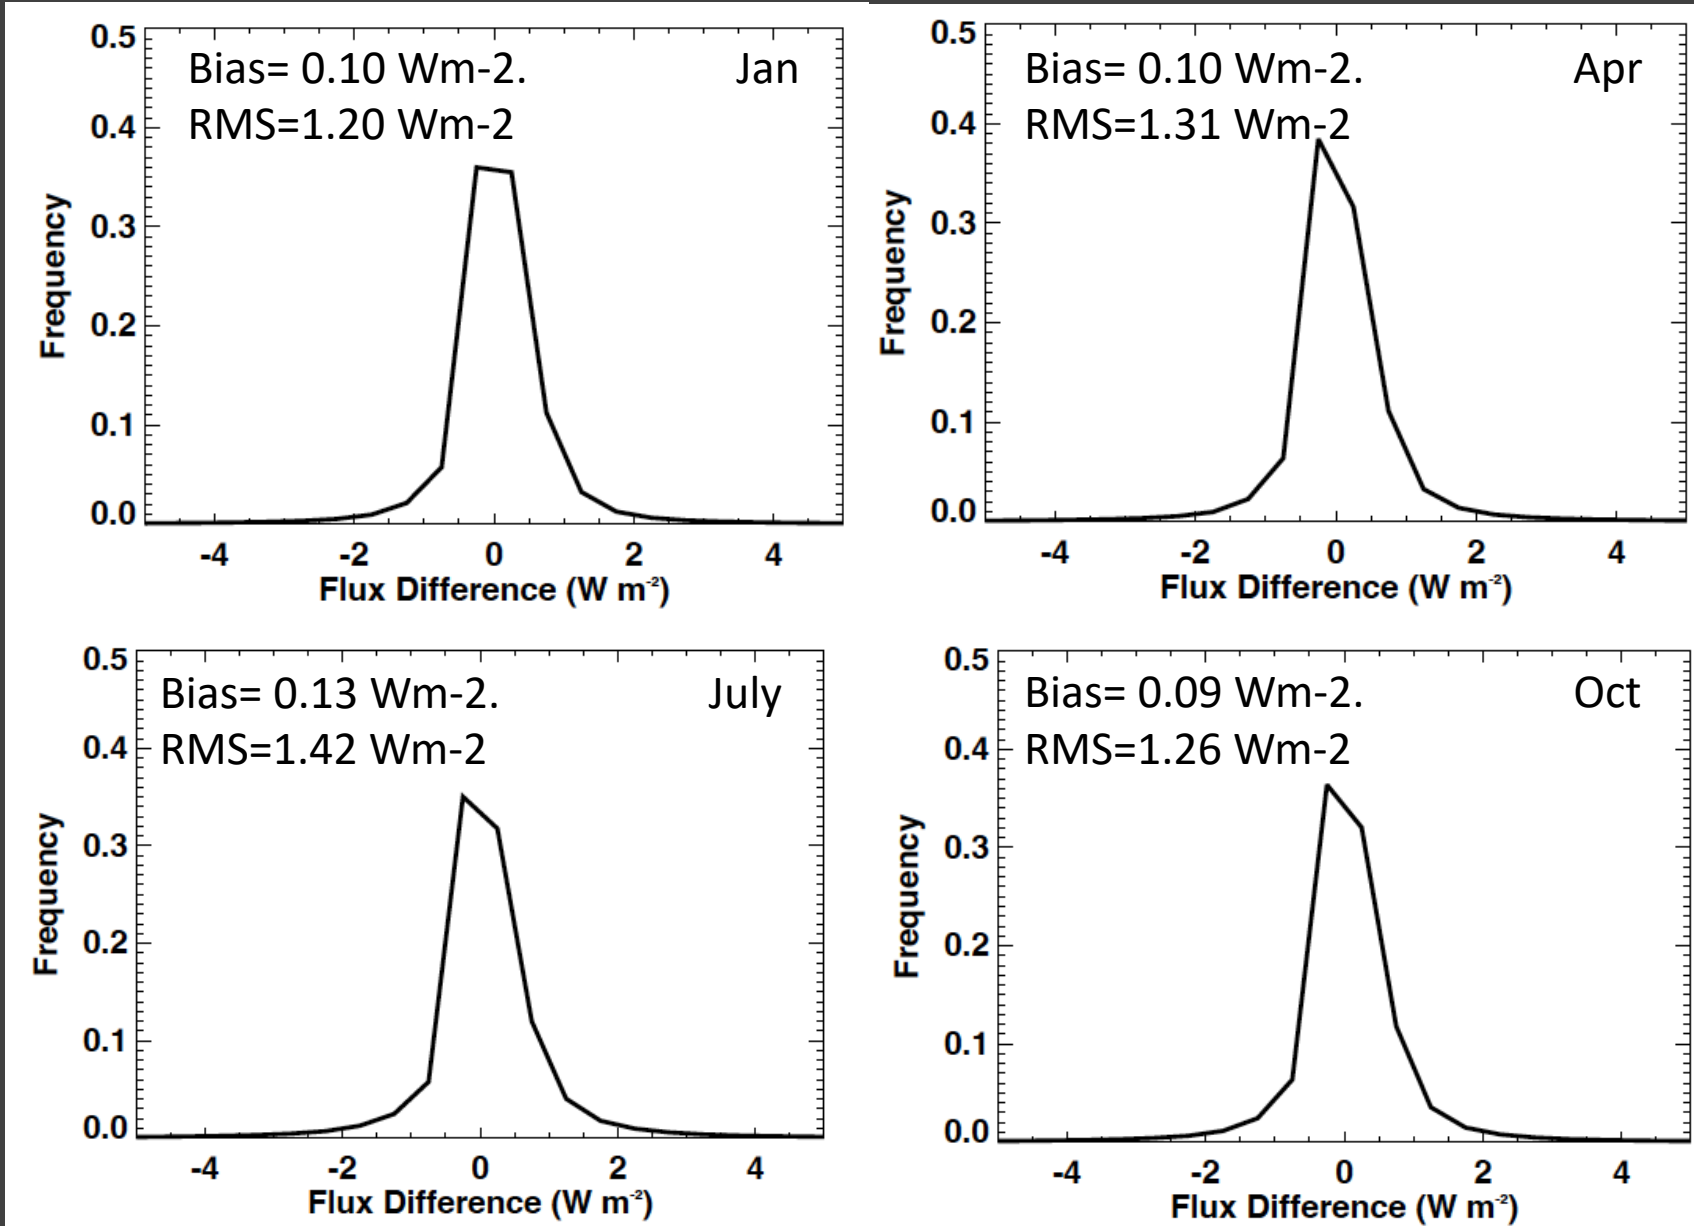 Bias= 0.10 Wm-2.
Jan
RMS=1.20 Wm-2
0.5
0.4
0.3
0.2
0.1
0.0
Frequency
-4 -2 0 2 4
Flux Difference (W m⁻²)
Bias= 0.10 Wm-2.
Apr
RMS=1.31 Wm-2
0.5
0.4
0.3
0.2
0.1
0.0
Frequency
-4 -2 0 2 4
Flux Difference (W m⁻²)
Bias= 0.13 Wm-2.
July
RMS=1.42 Wm-2
0.5
0.4
0.3
0.2
0.1
0.0
Frequency
-4 -2 0 2 4
Flux Difference (W m⁻²)
Bias= 0.09 Wm-2.
Oct
RMS=1.26 Wm-2
0.5
0.4
0.3
0.2
0.1
0.0
Frequency
-4 -2 0 2 4
Flux Difference (W m⁻²)